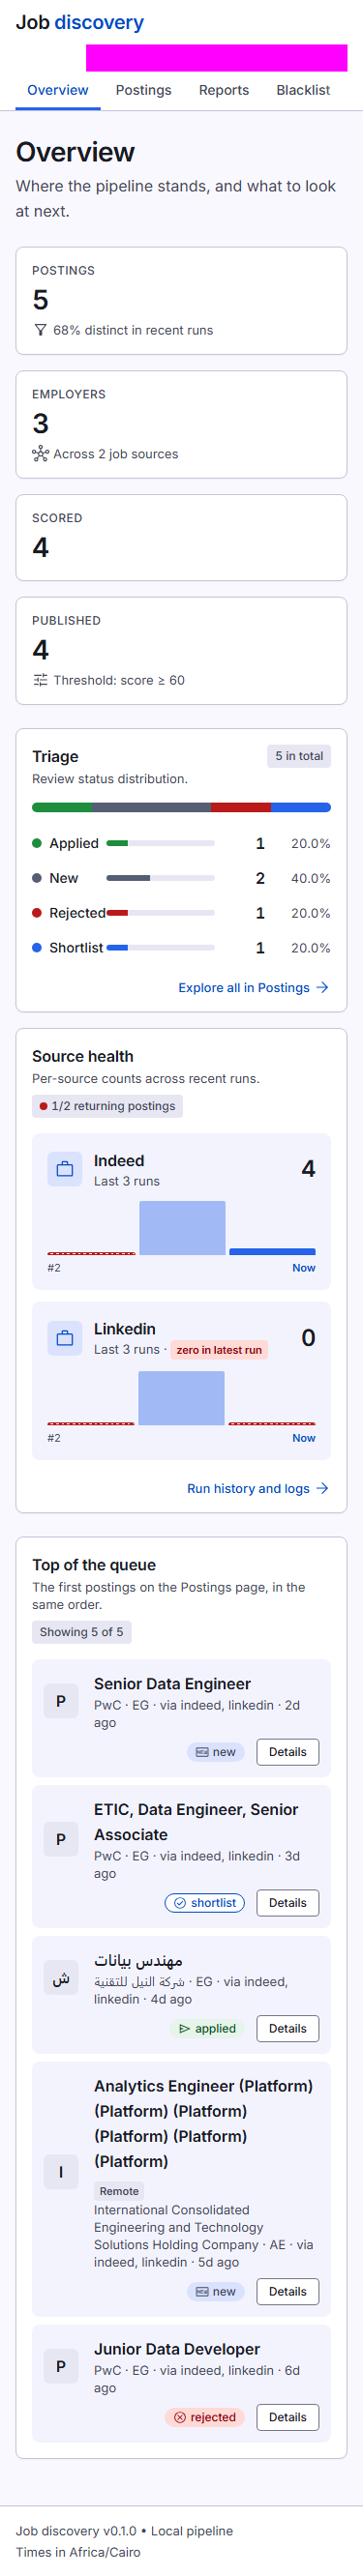 Job discovery
Overview Postings Reports Blacklist
Overview
Where the pipeline stands, and what to look
at next.
POSTINGS
5
68% distinct in recent runs
EMPLOYERS
3
Across 2 job sources
SCORED
4
PUBLISHED
4
Threshold: score ≥ 60
Triage 5 in total
Review status distribution.
Applied 1 20.0%
New 2 40.0%
Rejected 1 20.0%
Shortlist 1 20.0%
Explore all in Postings →
Source health
Per-source counts across recent runs.
1/2 returning postings
Indeed 4
Last 3 runs
#2 Now
Linkedin 0
Last 3 runs · zero in latest run
#2 Now
Run history and logs →
Top of the queue
The first postings on the Postings page, in the
same order.
Showing 5 of 5
P Senior Data Engineer
PwC · EG · via indeed, linkedin · 2d
ago
new Details
P ETIC, Data Engineer, Senior
Associate
PwC · EG · via indeed, linkedin · 3d
ago
shortlist Details
ش مهندس بيانات
شركة النيل للتقنية · EG · via indeed,
linkedin · 4d ago
applied Details
I Analytics Engineer (Platform)
(Platform) (Platform)
(Platform) (Platform)
(Platform)
Remote
International Consolidated
Engineering and Technology
Solutions Holding Company · AE · via
indeed, linkedin · 5d ago
new Details
P Junior Data Developer
PwC · EG · via indeed, linkedin · 6d
ago
rejected Details
Job discovery v0.1.0 • Local pipeline
Times in Africa/Cairo